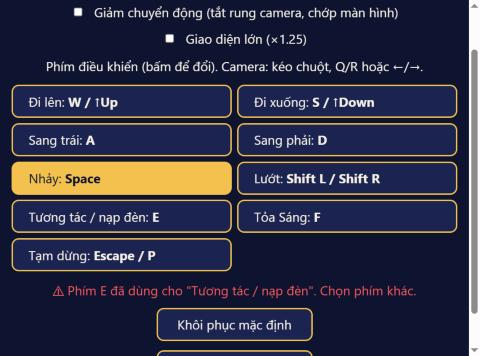 Giảm chuyển động (tắt rung camera, chớp màn hình)
Giao diện lớn (×1.25)
Phím điều khiển (bấm để đổi). Camera: kéo chuột, Q/R hoặc ←/→.
Đi lên: W / ↑Up
Đi xuống: S / ↑Down
Sang trái: A
Sang phải: D
Nhảy: Space
Lướt: Shift L / Shift R
Tương tác / nạp đèn: E
Tỏa Sáng: F
Tạm dừng: Escape / P
⚠ Phím E đã dùng cho "Tương tác / nạp đèn". Chọn phím khác.
Khôi phục mặc định